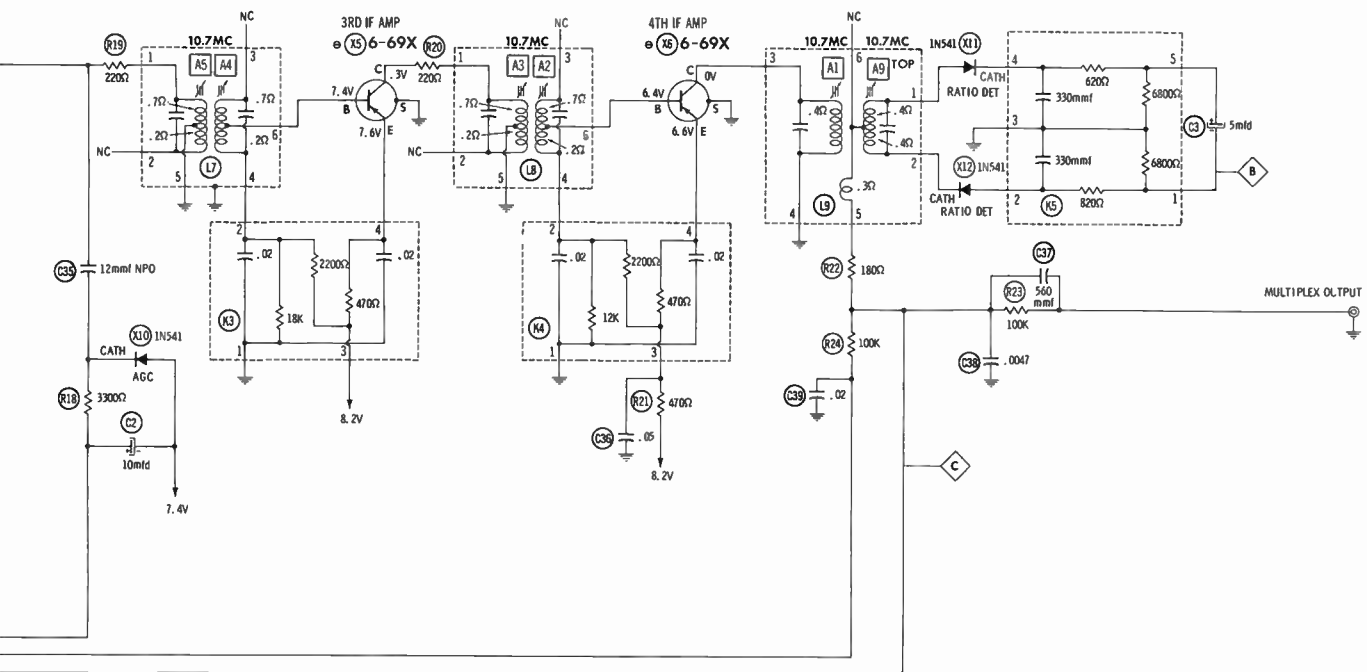 NC
3RD IF AMP
e X5 6-69X
R19
220Ω
10.7MC
1
A5
A4
3
.7Ω
.7Ω
.2Ω
.2Ω
6
NC
2
L7
5
4
C
.3V
7.4V
B
S
7.6V
E
R20
220Ω
NC
10.7MC
1
A3
A2
3
.7Ω
.7Ω
.2Ω
.2Ω
6
NC
2
L8
5
4
4TH IF AMP
e X6 6-69X
C
0V
6.4V
B
S
6.6V
E
NC
10.7MC
10.7MC
3
A1
6
A9
TOP
1
.4Ω
.4Ω
.4Ω
2
.3Ω
L9
4
5
1N541 X11
CATH
RATIO DET
X12 1N541
CATH
RATIO DET
4
5
620Ω
330mmf
6800Ω
3
330mmf
6800Ω
2
K5
820Ω
1
C3
5mfd
B
2
4
.02
2200Ω
.02
470Ω
K3
18K
1
3
8.2V
2
4
.02
2200Ω
.02
470Ω
K4
12K
1
3
R21
470Ω
C36
.05
8.2V
C35
12mmf NPO
X10 1N541
CATH
AGC
R18
3300Ω
C2
10mfd
7.4V
R22
180Ω
C37
560
mmf
R23
100K
MULTIPLEX OUTPUT
R24
100K
C38
.0047
C39
.02
C